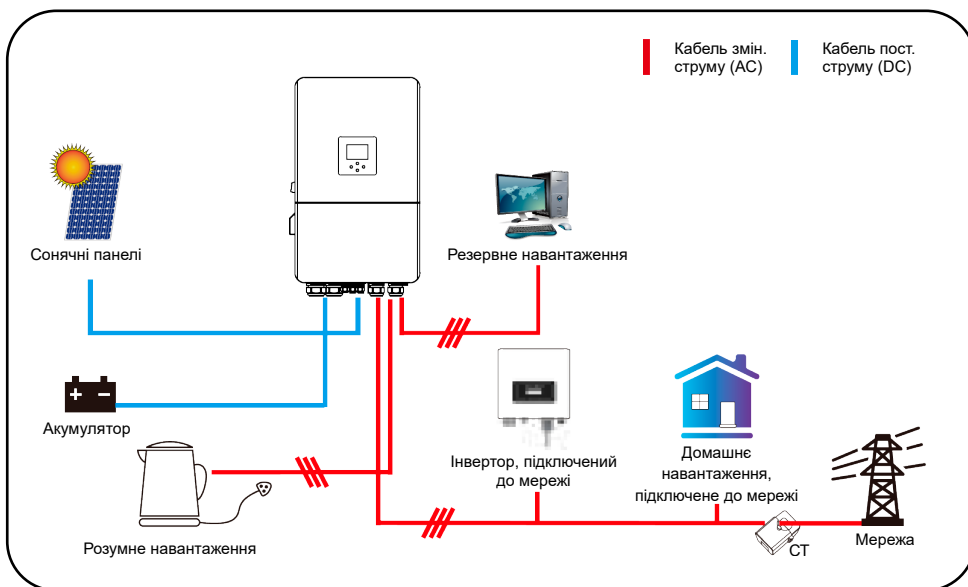 Кабель змін.
струму (AC)
Кабель пост.
струму (DC)
Сонячні панелі
Резервне навантаження
Акумулятор
Інвертор, підключений
до мережі
Домашнє
навантаження,
підключене до мережі
Розумне навантаження
CT
Мережа